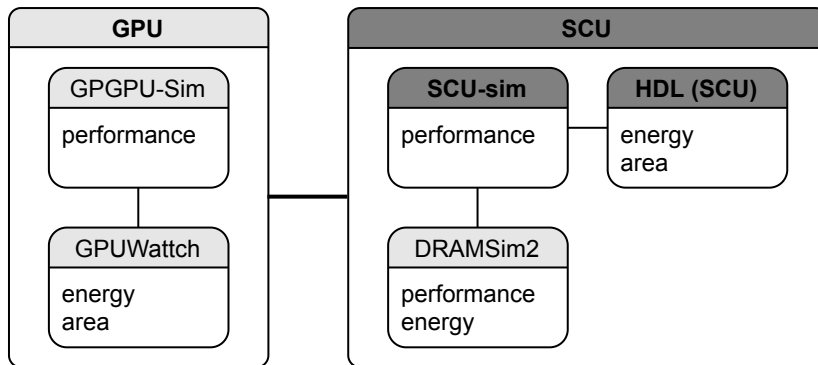 GPU
GPGPU-Sim
performance
GPUWattch
energy
area
SCU
SCU-sim
performance
HDL (SCU)
energy
area
DRAMSim2
performance
energy